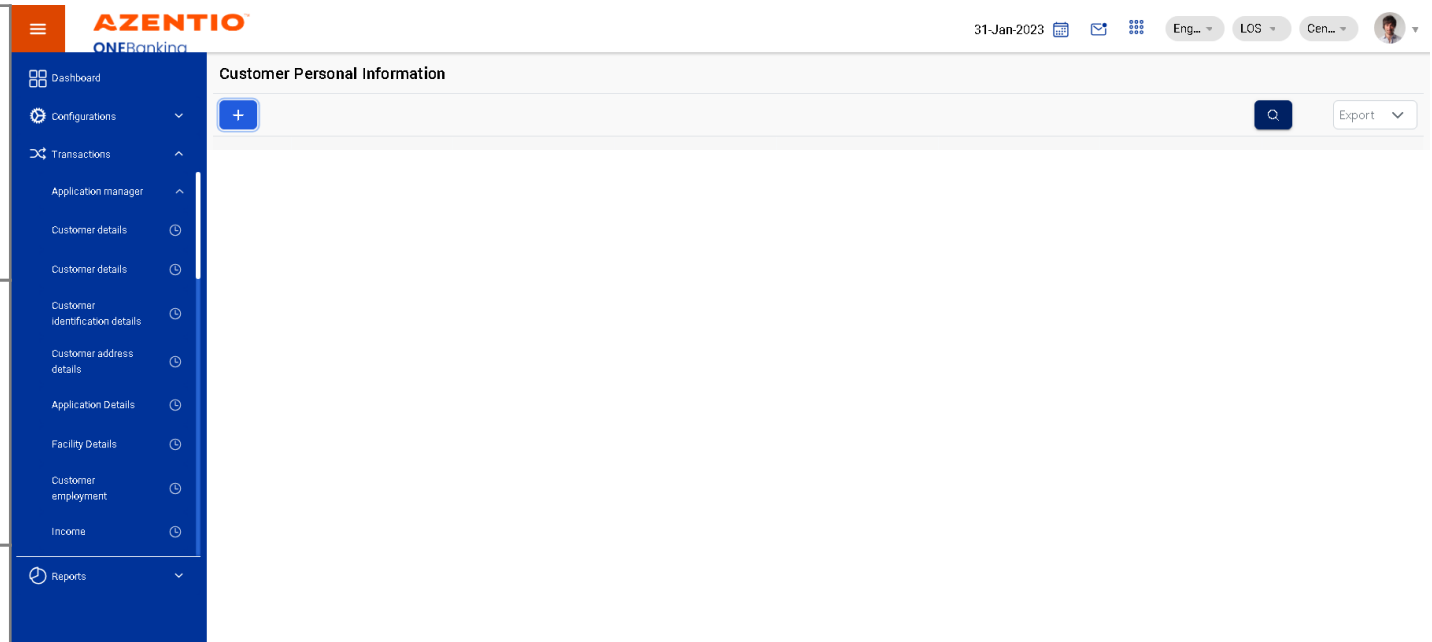 AZENTIO
ONEBanking
31-Jan-2023
Eng...
LOS
Cen...
Dashboard
Configurations
Transactions
Application manager
Customer details
Customer details
Customer
identification details
Customer address
details
Application Details
Facility Details
Customer
employment
Income
Reports
Customer Personal Information
+
Export